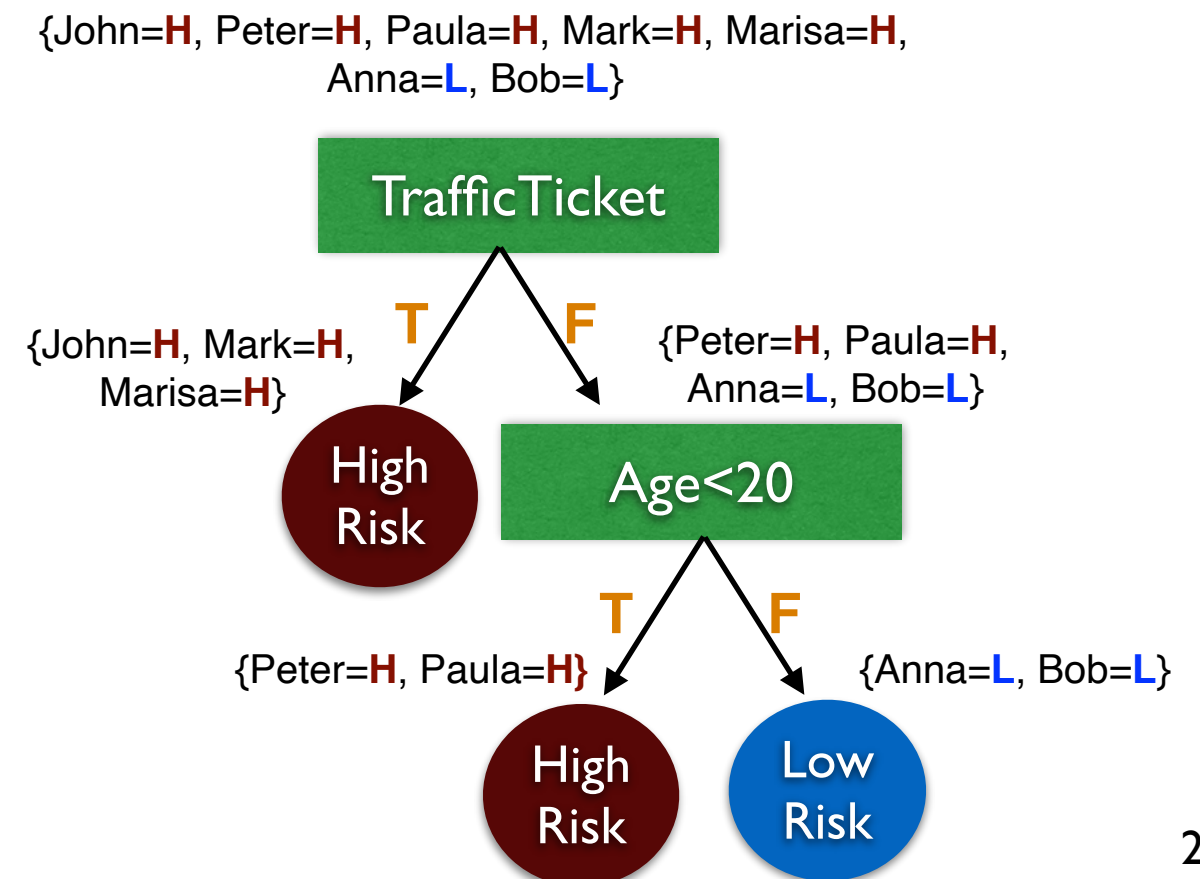 {John=H, Peter=H, Paula=H, Mark=H, Marisa=H,
Anna=L, Bob=L}
TrafficTicket
T
F
{John=H, Mark=H,
Marisa=H}
{Peter=H, Paula=H,
Anna=L, Bob=L}
High
Risk
Age<20
T
F
{Peter=H, Paula=H}
{Anna=L, Bob=L}
High
Risk
Low
Risk
2